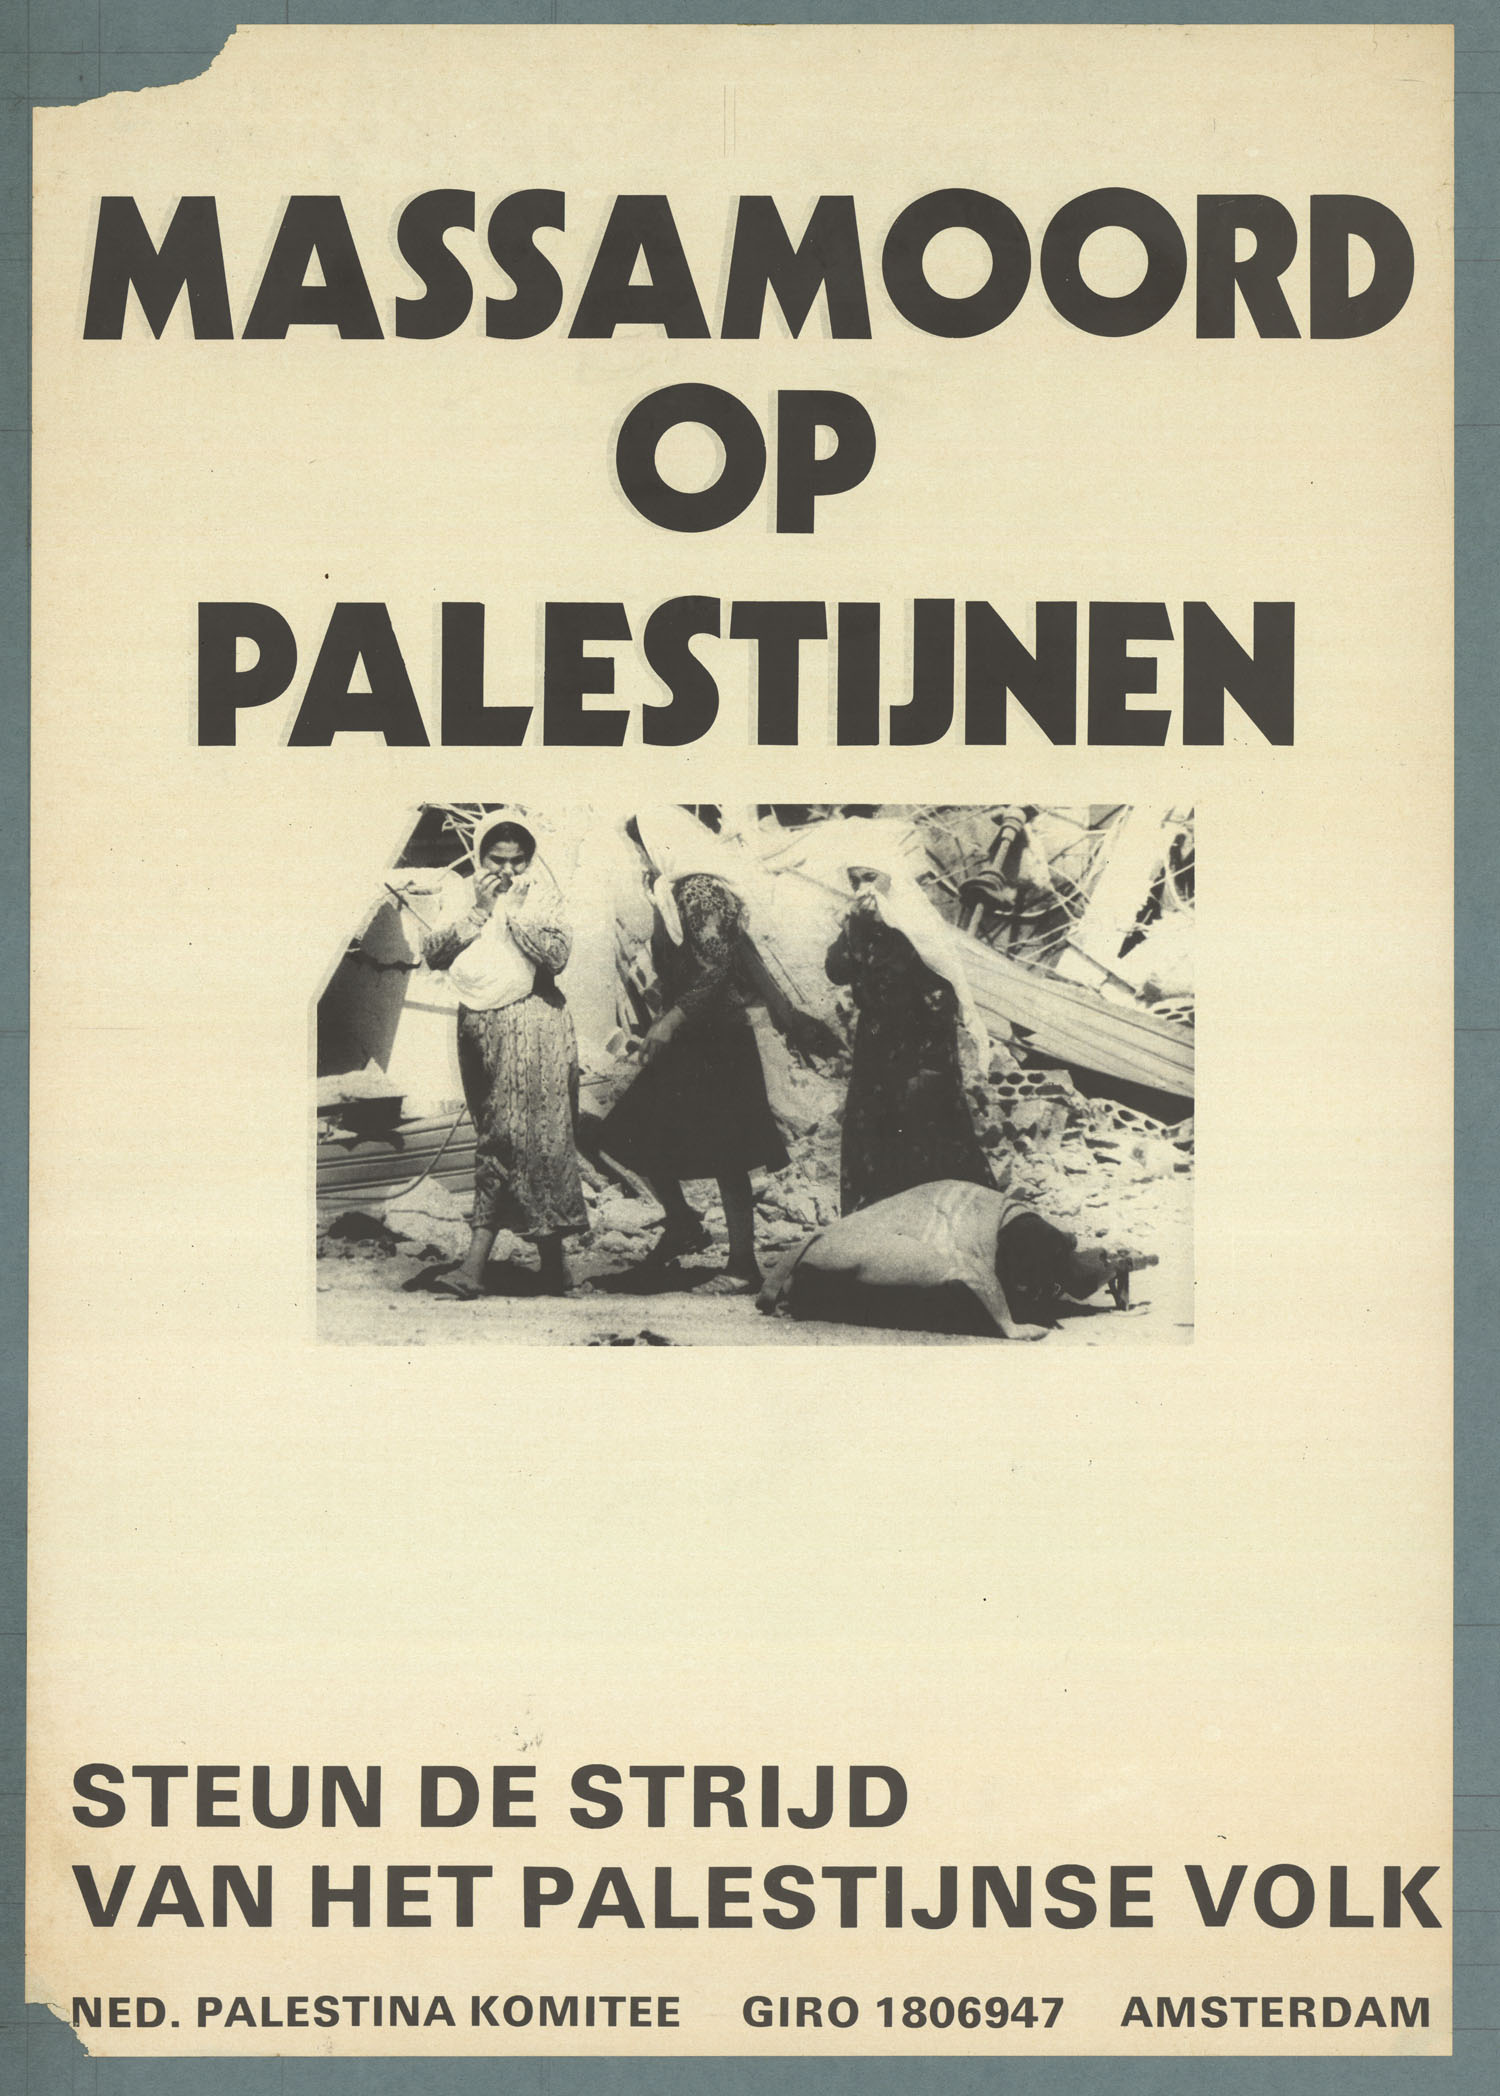 MASSAMOORD
OP
PALESTIJNEN
STEUN DE STRIJD
VAN HET PALESTIJNSE VOLK
NED. PALESTINA KOMITEE GIRO 1806947 AMSTERDAM